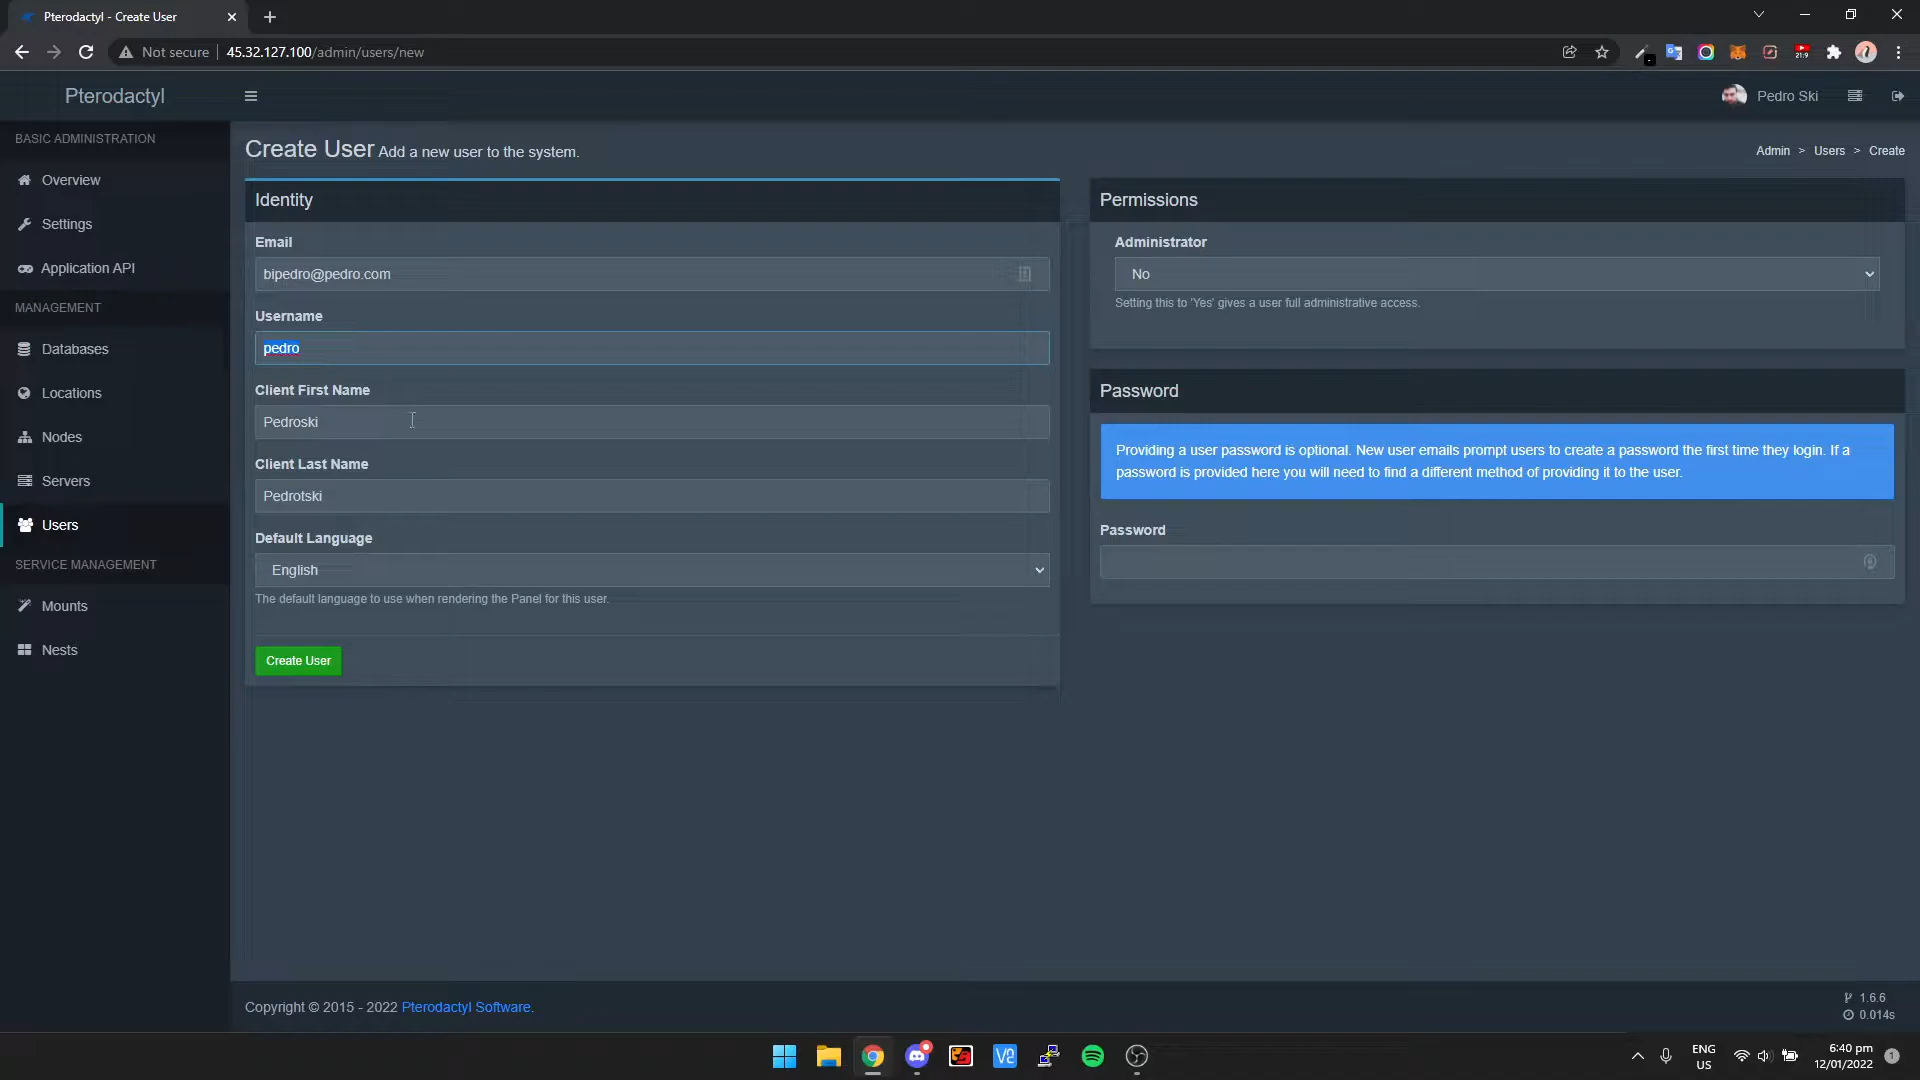 Pterodactyl - Create User
Not secure
45.32.127.100/admin/users/new
21:9
Pterodactyl
Pedro Ski
BASIC ADMINISTRATION
Overview
Settings
Application API
MANAGEMENT
Databases
Locations
Nodes
Servers
Users
SERVICE MANAGEMENT
Mounts
Nests
Create User Add a new user to the system.
Admin > Users > Create
Identity
Email
bipedro@pedro.com
Username
pedro
Client First Name
Pedroski
Client Last Name
Pedrotski
Default Language
English
The default language to use when rendering the Panel for this user.
Create User
Permissions
Administrator
No
Setting this to 'Yes' gives a user full administrative access.
Password
Providing a user password is optional. New user emails prompt users to create a password the first time they login. If a
password is provided here you will need to find a different method of providing it to the user.
Password
Copyright © 2015 - 2022 Pterodactyl Software.
1.6.6
0.014s
ENG
US
6:40 pm
12/01/2022
1